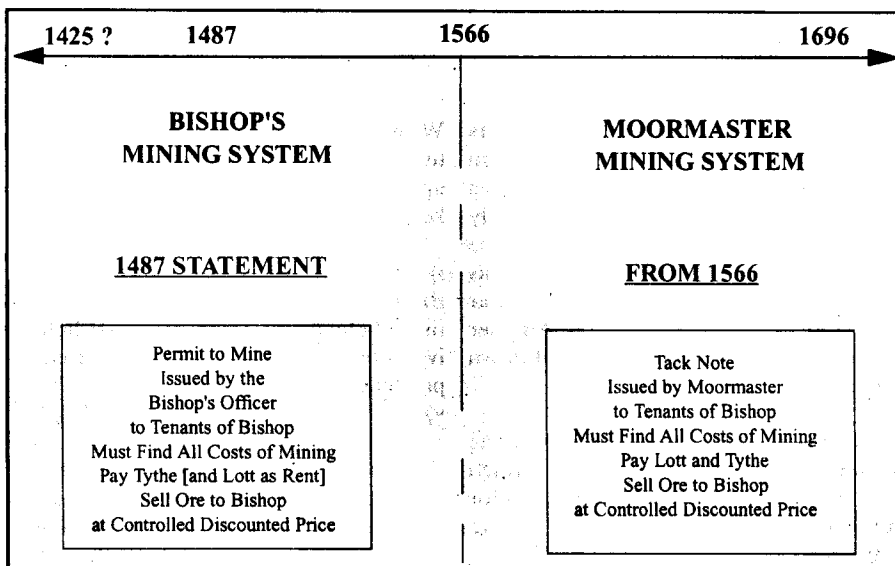 1425 ? 1487 1566 1696
BISHOP'S
MINING SYSTEM
1487 STATEMENT
Permit to Mine
Issued by the
Bishop's Officer
to Tenants of Bishop
Must Find All Costs of Mining
Pay Tythe [and Lott as Rent]
Sell Ore to Bishop
at Controlled Discounted Price
MOORMASTER
MINING SYSTEM
FROM 1566
Tack Note
Issued by Moormaster
to Tenants of Bishop
Must Find All Costs of Mining
Pay Lott and Tythe
Sell Ore to Bishop
at Controlled Discounted Price